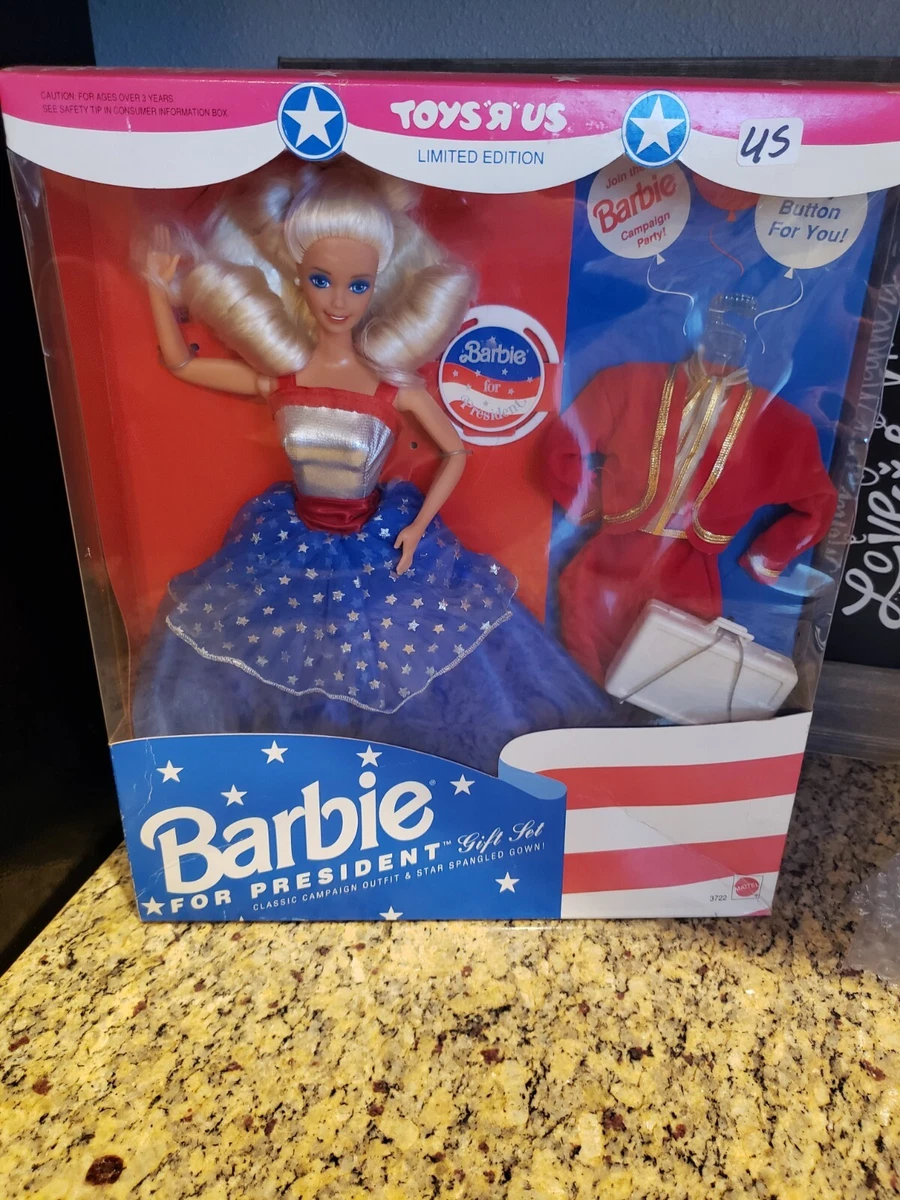 CAUTION: FOR AGES OVER 3 YEARS.
SEE SAFETY TIP IN CONSUMER INFORMATION BOX
TOYS "R" US
LIMITED EDITION
US
Join the
Barbie
Campaign
Party!
Button
For You!
Barbie
for
President
Love
Barbie®
FOR PRESIDENT™ Gift Set
CLASSIC CAMPAIGN OUTFIT & STAR SPANGLED GOWN!
3722
MATTEL